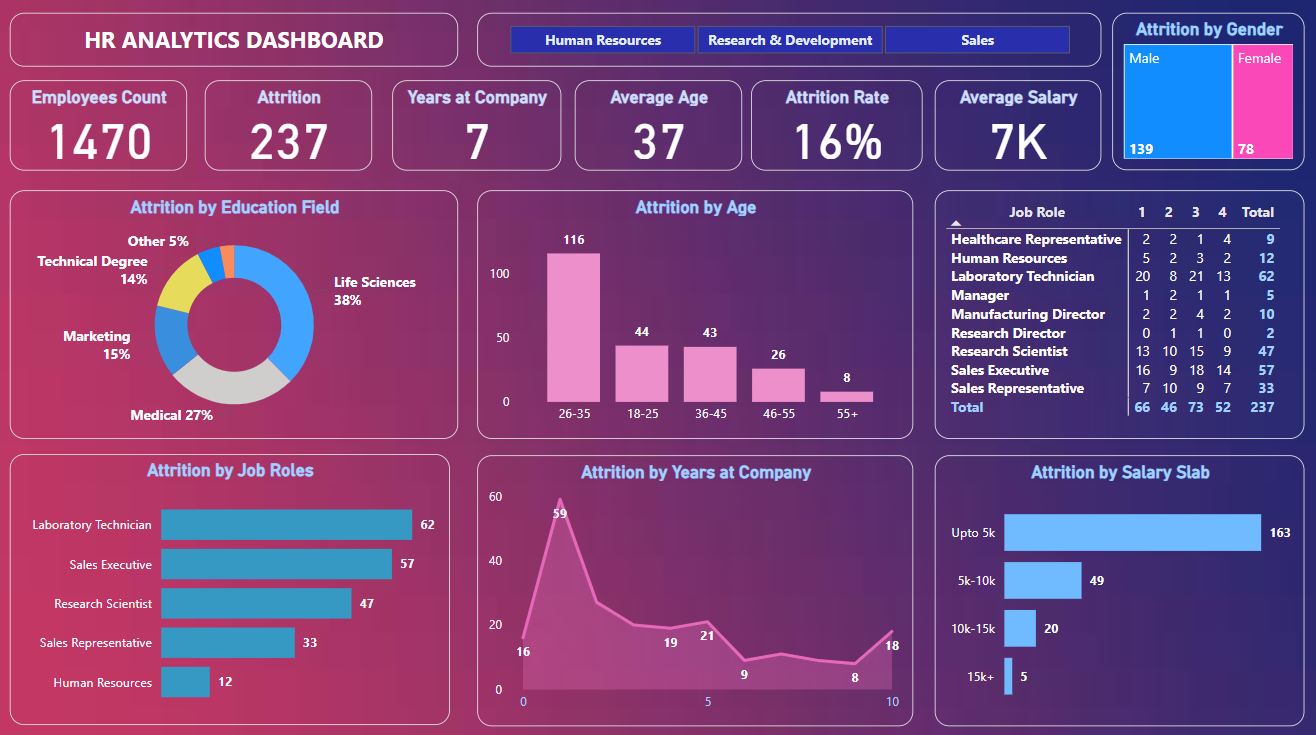 HR ANALYTICS DASHBOARD
Human Resources
Research & Development
Sales
Attrition by Gender
Male
Female
139
78
Employees Count
1470
Attrition
237
Years at Company
7
Average Age
37
Attrition Rate
16%
Average Salary
7K
Attrition by Education Field
Other 5%
Technical Degree
14%
Life Sciences
38%
Marketing
15%
Medical 27%
Attrition by Age
100
50
0
116
44
43
26
8
26-35 18-25 36-45 46-55 55+
Job Role 1 2 3 4 Total
Healthcare Representative 2 2 1 4 9
Human Resources 5 2 3 2 12
Laboratory Technician 20 8 21 13 62
Manager 1 2 1 1 5
Manufacturing Director 2 2 4 2 10
Research Director 0 1 1 0 2
Research Scientist 13 10 15 9 47
Sales Executive 16 9 18 14 57
Sales Representative 7 10 9 7 33
Total 66 46 73 52 237
Attrition by Job Roles
Laboratory Technician 62
Sales Executive 57
Research Scientist 47
Sales Representative 33
Human Resources 12
Attrition by Years at Company
60
40
20
0
16
59
19
21
9
8
18
0 5 10
Attrition by Salary Slab
Upto 5k 163
5k-10k 49
10k-15k 20
15k+ 5